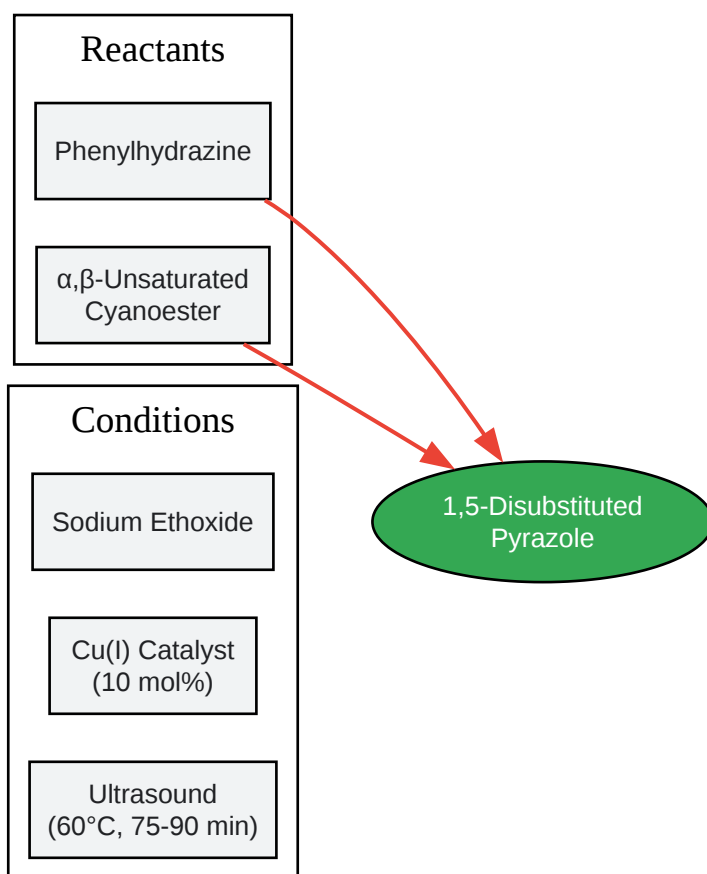 Reactants
Phenylhydrazine
α,β-Unsaturated
Cyanoester
Conditions
Sodium Ethoxide
Cu(I) Catalyst
(10 mol%)
Ultrasound
(60°C, 75-90 min)
1,5-Disubstituted
Pyrazole